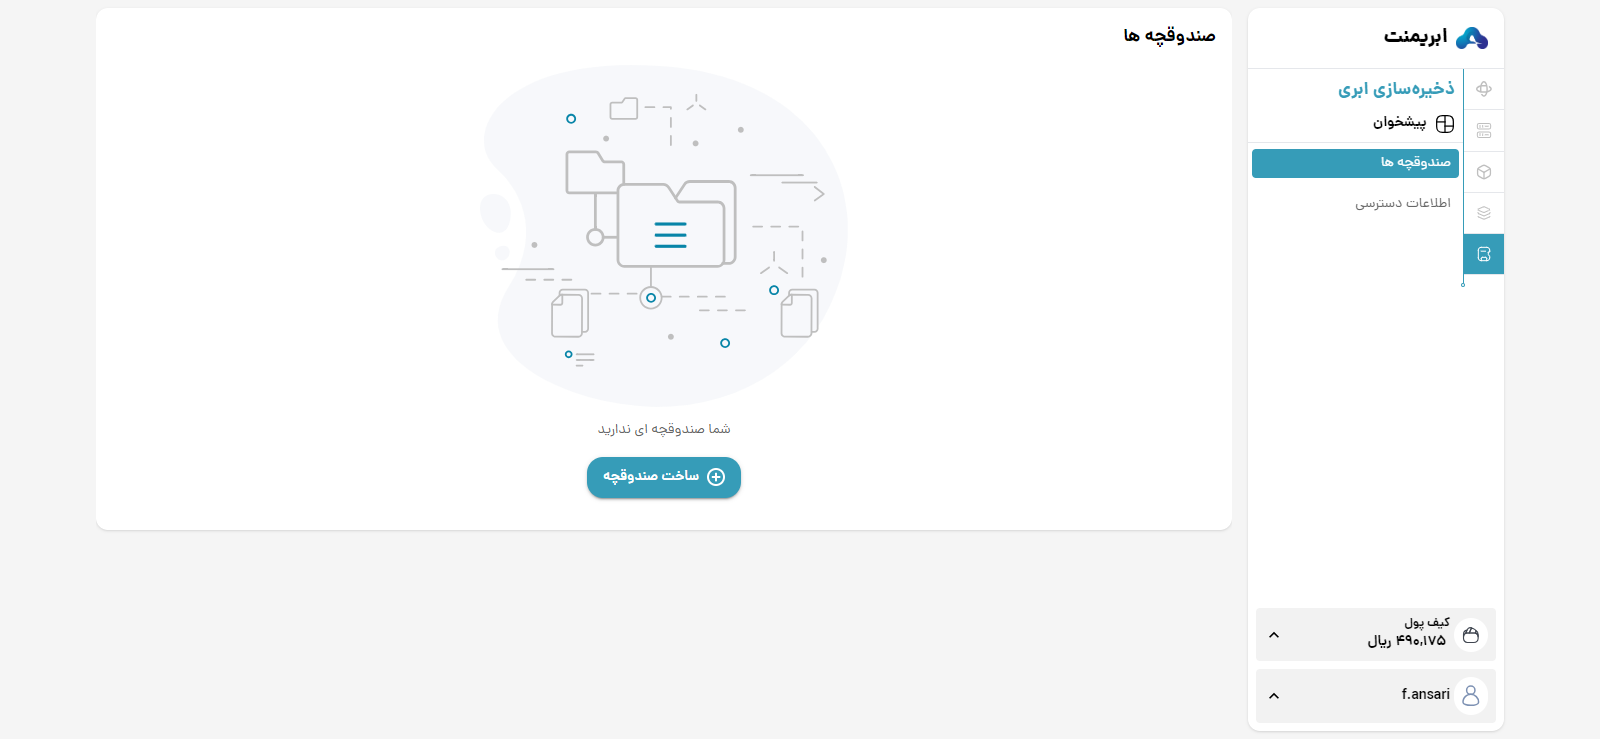 ابریمنت
ذخیره‌سازی ابری
پیشخوان
صندوقچه ها
اطلاعات دسترسی
کیف پول
۴۹۰,۱۷۵ ریال
f.ansari
صندوقچه ها
شما صندوقچه ای ندارید
ساخت صندوقچه